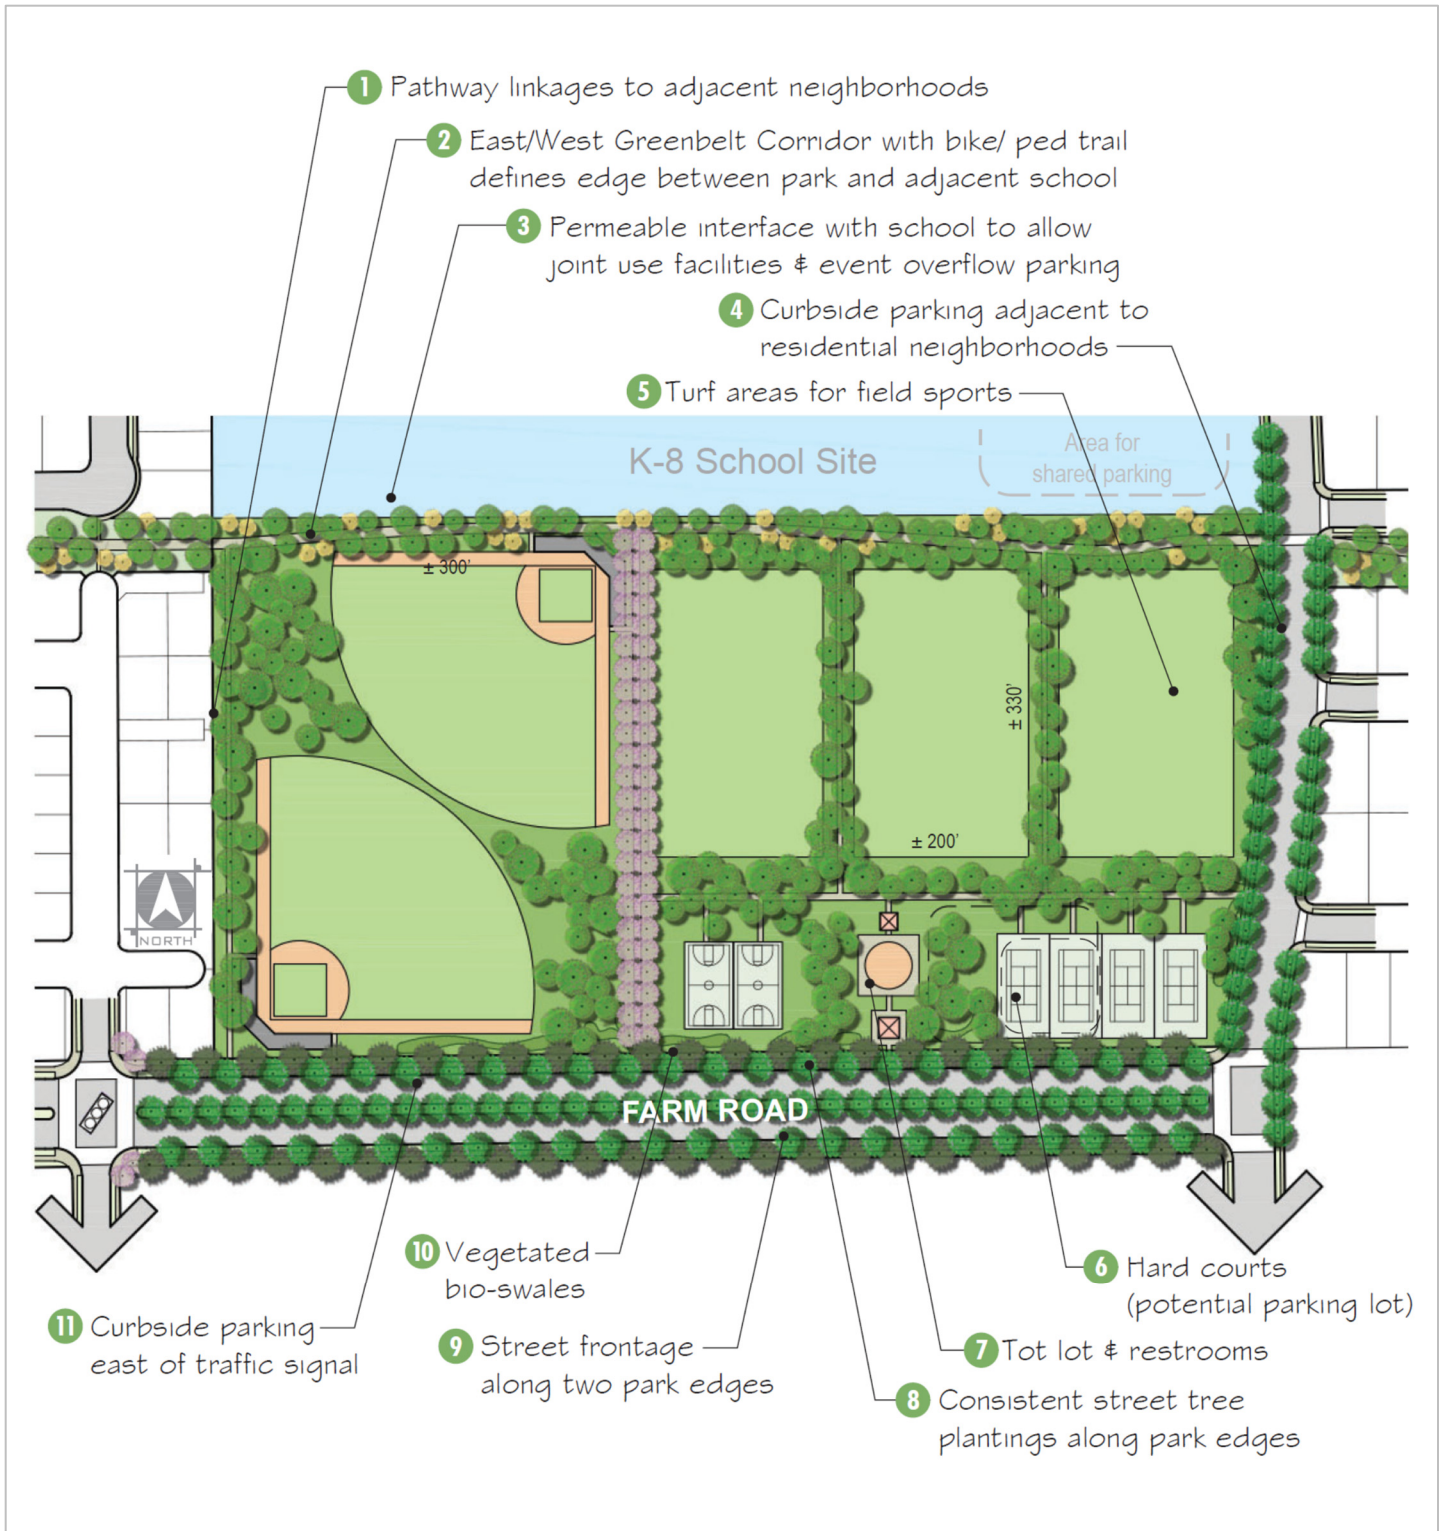 1 Pathway linkages to adjacent neighborhoods
2 East/West Greenbelt Corridor with bike/ ped trail
defines edge between park and adjacent school
3 Permeable interface with school to allow
joint use facilities & event overflow parking
4 Curbside parking adjacent to
residential neighborhoods
5 Turf areas for field sports
K-8 School Site
Area for
shared parking
± 300'
± 330'
± 200'
NORTH
FARM ROAD
10 Vegetated
bio-swales
6 Hard courts
(potential parking lot)
11 Curbside parking
east of traffic signal
9 Street frontage
along two park edges
7 Tot lot & restrooms
8 Consistent street tree
plantings along park edges